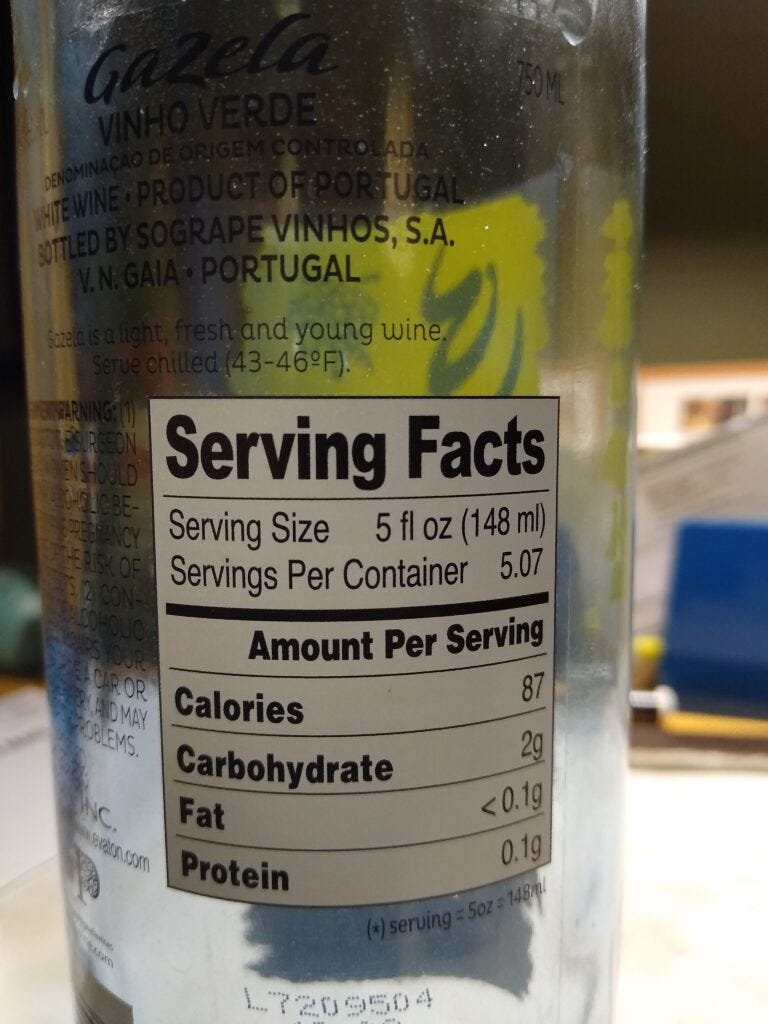 Gazela
750 ML
VINHO VERDE
DENOMINAÇÃO DE ORIGEM CONTROLADA
WHITE WINE • PRODUCT OF PORTUGAL
BOTTLED BY SOGRAPE VINHOS, S.A.
V. N. GAIA • PORTUGAL
Gazela is a light, fresh and young wine.
Serve chilled (43-46ºF).
WARNING: (1)
SURGEON
SHOULD
BE-
PREGNANCY
THE RISK OF
(2) CON-
ALCOHOLIC
YOUR
A CAR OR
AND MAY
PROBLEMS.
INC.
www.evaton.com
Serving Facts
Serving Size 5 fl oz (148 ml)
Servings Per Container 5.07
Amount Per Serving
Calories 87
Carbohydrate 2g
Fat < 0.1g
Protein 0.1g
(*) serving = 5oz = 148ml
L7209504